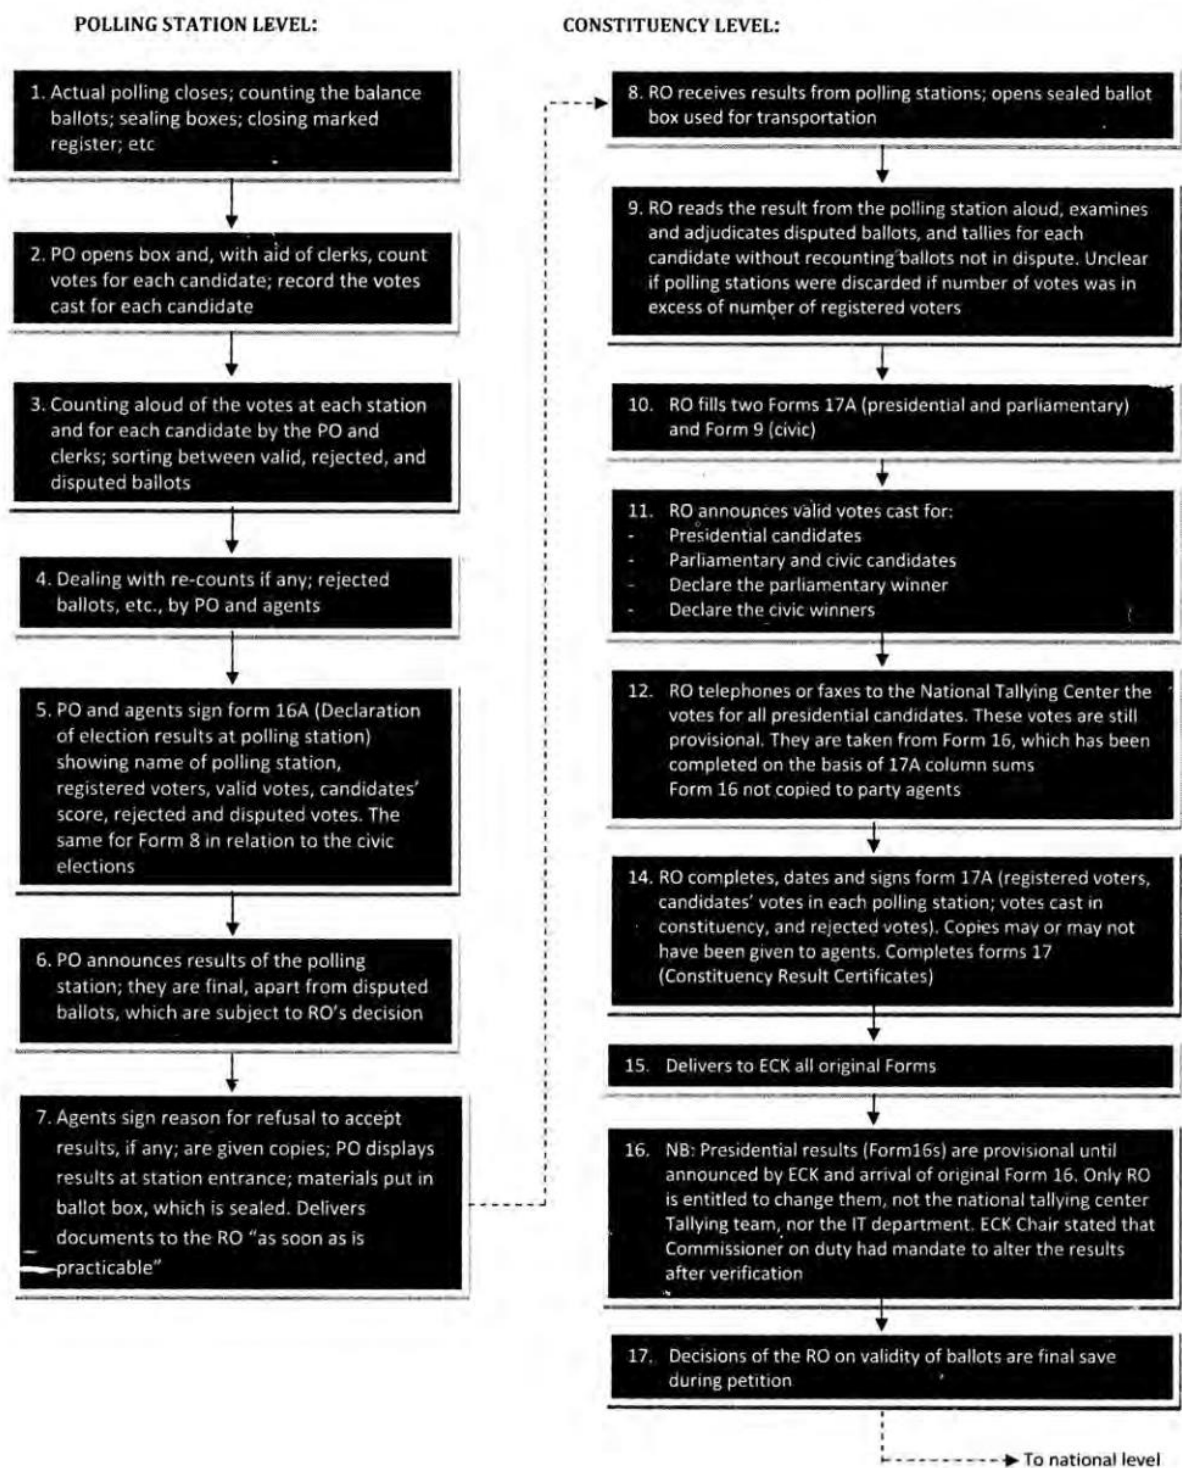 POLLING STATION LEVEL:
1. Actual polling closes; counting the balance
ballots; sealing boxes; closing marked
register; etc
2. PO opens box and, with aid of clerks, count
votes for each candidate; record the votes
cast for each candidate
3. Counting aloud of the votes at each station
and for each candidate by the PO and
clerks; sorting between valid, rejected, and
disputed ballots
4. Dealing with re-counts if any; rejected
ballots, etc., by PO and agents
5. PO and agents sign form 16A (Declaration
of election results at polling station)
showing name of polling station,
registered voters, valid votes, candidates'
score, rejected and disputed votes. The
same for Form 8 in relation to the civic
elections
6. PO announces results of the polling
station; they are final, apart from disputed
ballots, which are subject to RO's decision
7. Agents sign reason for refusal to accept
results, if any; are given copies; PO displays
results at station entrance; materials put in
ballot box, which is sealed. Delivers
documents to the RO "as soon as is
practicable"
CONSTITUENCY LEVEL:
8. RO receives results from polling stations; opens sealed ballot
box used for transportation
9. RO reads the result from the polling station aloud, examines
and adjudicates disputed ballots, and tallies for each
candidate without recounting ballots not in dispute. Unclear
if polling stations were discarded if number of votes was in
excess of number of registered voters
10. RO fills two Forms 17A (presidential and parliamentary)
and Form 9 (civic)
11. RO announces valid votes cast for:
- Presidential candidates
- Parliamentary and civic candidates
- Declare the parliamentary winner
- Declare the civic winners
12. RO telephones or faxes to the National Tallying Center the
votes for all presidential candidates. These votes are still
provisional. They are taken from Form 16, which has been
completed on the basis of 17A column sums
Form 16 not copied to party agents
14. RO completes, dates and signs form 17A (registered voters,
candidates' votes in each polling station; votes cast in
constituency, and rejected votes). Copies may or may not
have been given to agents. Completes forms 17
(Constituency Result Certificates)
15. Delivers to ECK all original Forms
16. NB: Presidential results (Form16s) are provisional until
announced by ECK and arrival of original Form 16. Only RO
is entitled to change them, not the national tallying center
Tallying team, nor the IT department. ECK Chair stated that
Commissioner on duty had mandate to alter the results
after verification
17. Decisions of the RO on validity of ballots are final save
during petition
To national level